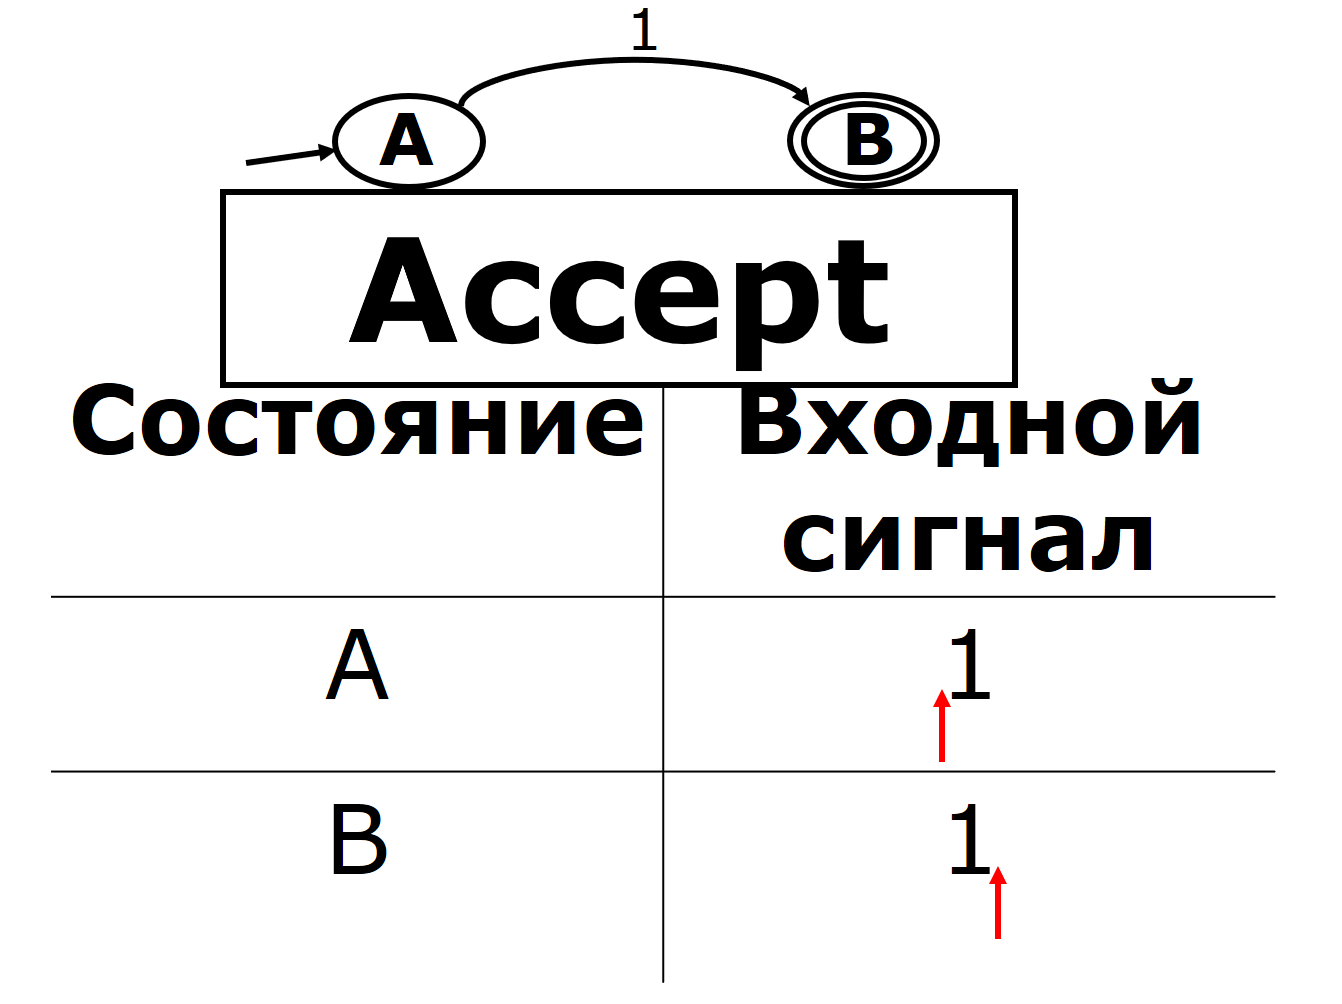 1
A B
Accept
Состояние Входной
сигнал
A 1
B 1